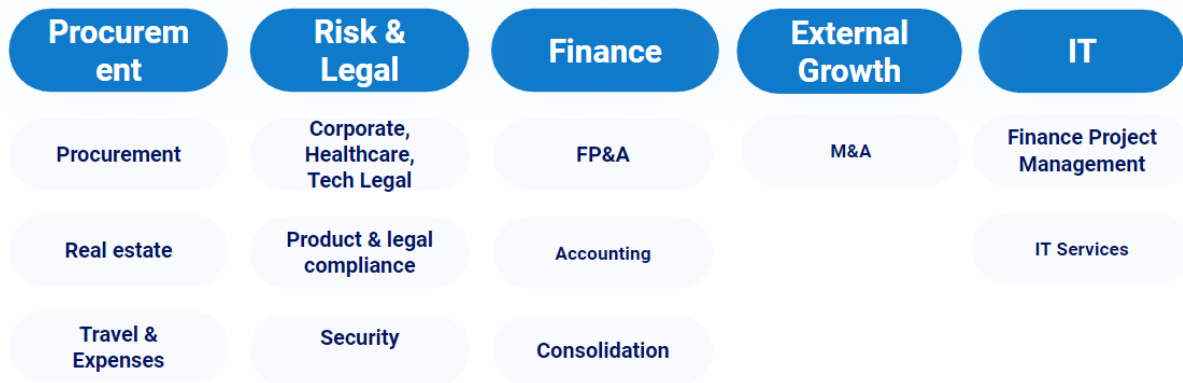 Procurem
ent
Risk &
Legal
Finance
External
Growth
IT
Procurement
Corporate,
Healthcare,
Tech Legal
FP&A
M&A
Finance Project
Management
Real estate
Product & legal
compliance
Accounting
IT Services
Travel &
Expenses
Security
Consolidation